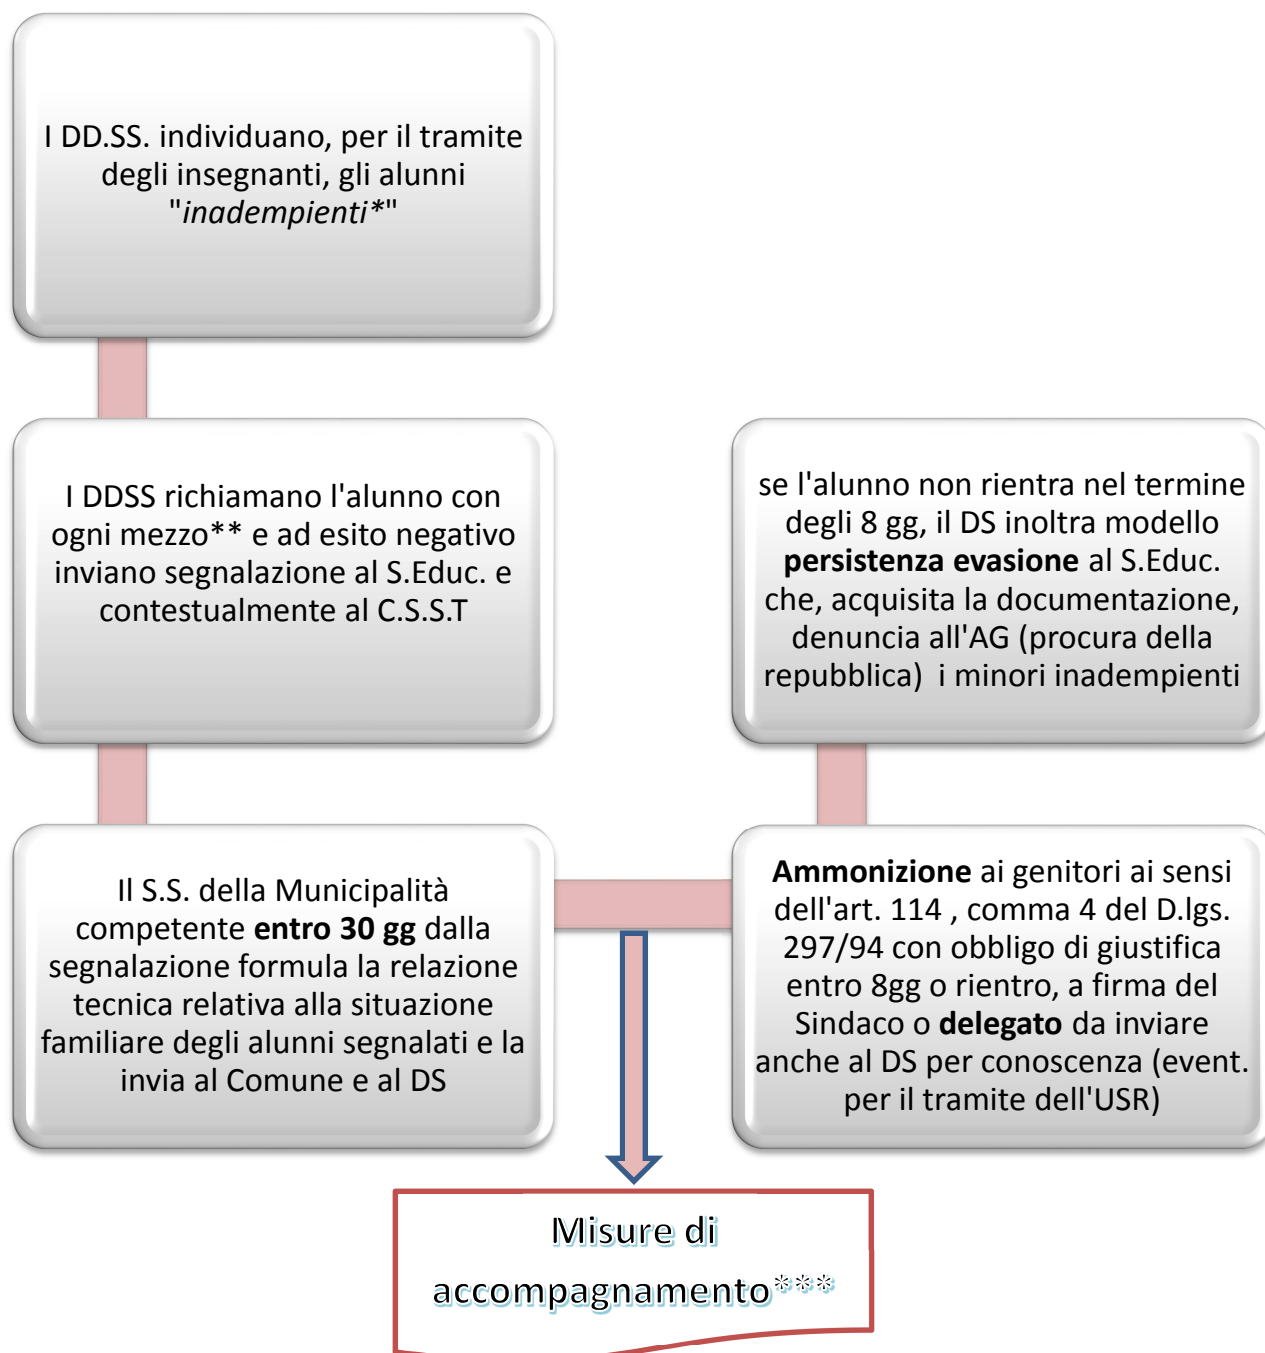 I DD.SS. individuano, per il tramite
degli insegnanti, gli alunni
"inadempienti*"
I DDSS richiamano l'alunno con
ogni mezzo** e ad esito negativo
inviano segnalazione al S.Educ. e
contestualmente al C.S.S.T
Il S.S. della Municipalità
competente entro 30 gg dalla
segnalazione formula la relazione
tecnica relativa alla situazione
familiare degli alunni segnalati e la
invia al Comune e al DS
Ammonizione ai genitori ai sensi
dell'art. 114 , comma 4 del D.lgs.
297/94 con obbligo di giustifica
entro 8gg o rientro, a firma del
Sindaco o delegato da inviare
anche al DS per conoscenza (event.
per il tramite dell'USR)
se l'alunno non rientra nel termine
degli 8 gg, il DS inoltra modello
persistenza evasione al S.Educ.
che, acquisita la documentazione,
denuncia all'AG (procura della
repubblica)  i minori inadempienti
Misure di
accompagnamento***